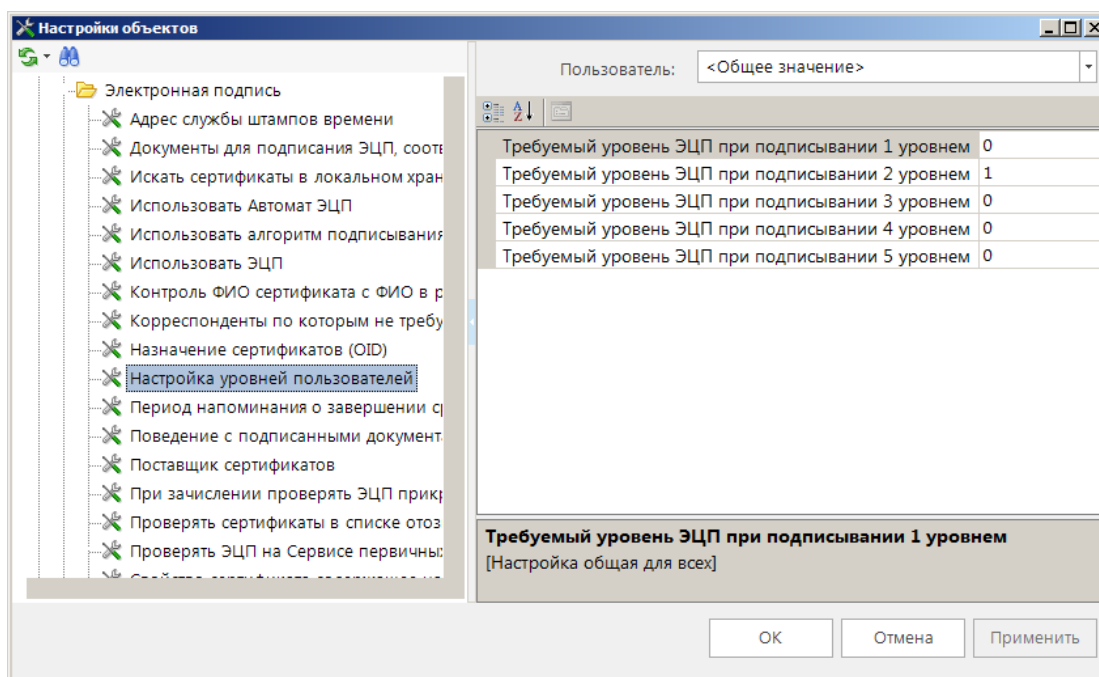 Настройки объектов
Пользователь: <Общее значение>
Электронная подпись
Адрес службы штампов времени
Документы для подписания ЭЦП, соотв
Искать сертификаты в локальном хран
Использовать Автомат ЭЦП
Использовать алгоритм подписывания
Использовать ЭЦП
Контроль ФИО сертификата с ФИО в р
Корреспонденты по которым не требу
Назначение сертификатов (OID)
Настройка уровней пользователей
Период напоминания о завершении ср
Поведение с подписанными документ
Поставщик сертификатов
При зачислении проверять ЭЦП прикр
Проверять сертификаты в списке отоз
Проверять ЭЦП на Сервисе первичных
Требуемый уровень ЭЦП при подписывании 1 уровнем 0
Требуемый уровень ЭЦП при подписывании 2 уровнем 1
Требуемый уровень ЭЦП при подписывании 3 уровнем 0
Требуемый уровень ЭЦП при подписывании 4 уровнем 0
Требуемый уровень ЭЦП при подписывании 5 уровнем 0
Требуемый уровень ЭЦП при подписывании 1 уровнем
[Настройка общая для всех]
ОК
Отмена
Применить